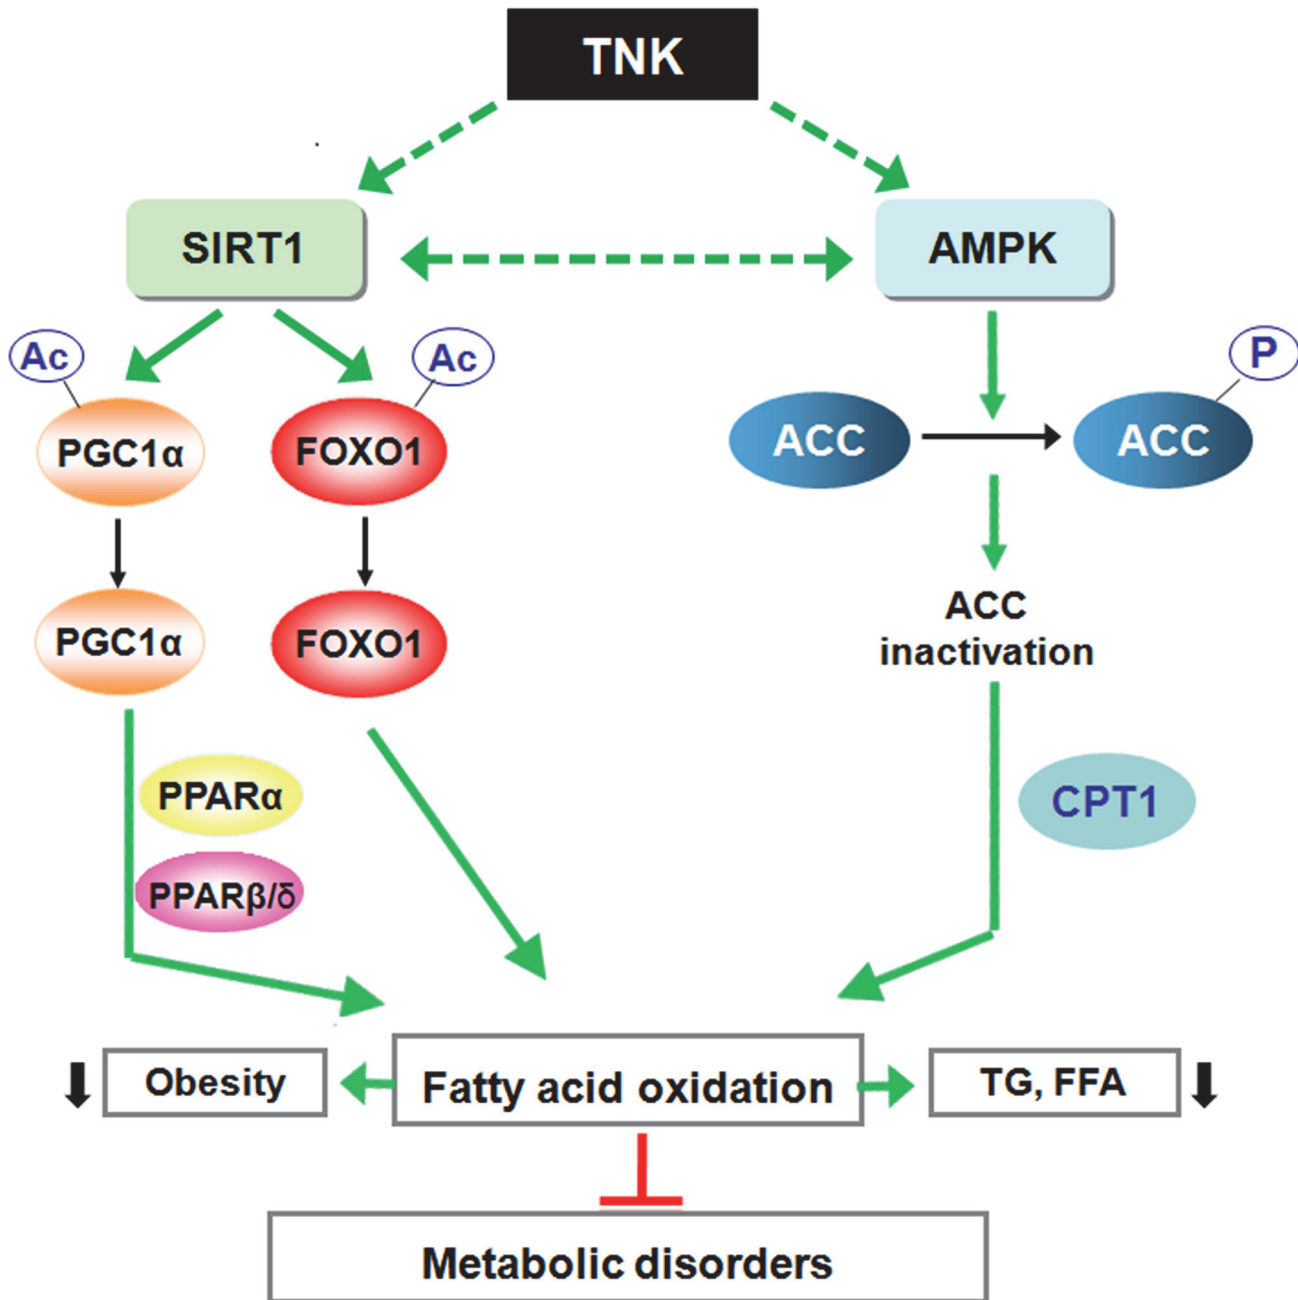 TNK
SIRT1
AMPK
Ac
Ac
P
PGC1α
FOXO1
ACC
ACC
PGC1α
FOXO1
ACC
inactivation
PPARα
CPT1
PPARβ/δ
Obesity
Fatty acid oxidation
TG, FFA
Metabolic disorders